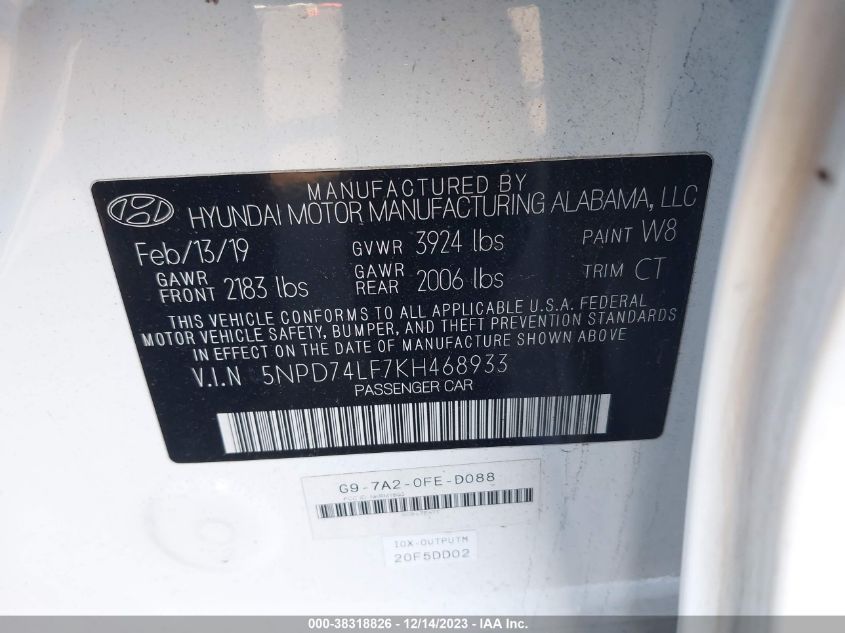 MANUFACTURED BY
HYUNDAI MOTOR MANUFACTURING ALABAMA, LLC
Feb/13/19 GVWR 3924 lbs PAINT W8
GAWR FRONT 2183 lbs GAWR REAR 2006 lbs TRIM CT
THIS VEHICLE CONFORMS TO ALL APPLICABLE U.S.A. FEDERAL
MOTOR VEHICLE SAFETY, BUMPER, AND THEFT PREVENTION STANDARDS
IN EFFECT ON THE DATE OF MANUFACTURE SHOWN ABOVE.
V.I.N 5NPD74LF7KH468933
PASSENGER CAR
G9-7A2-0FE-D088
IOX-OUTPUTM
20F5DD02
000-38318826 - 12/14/2023 - IAA Inc.